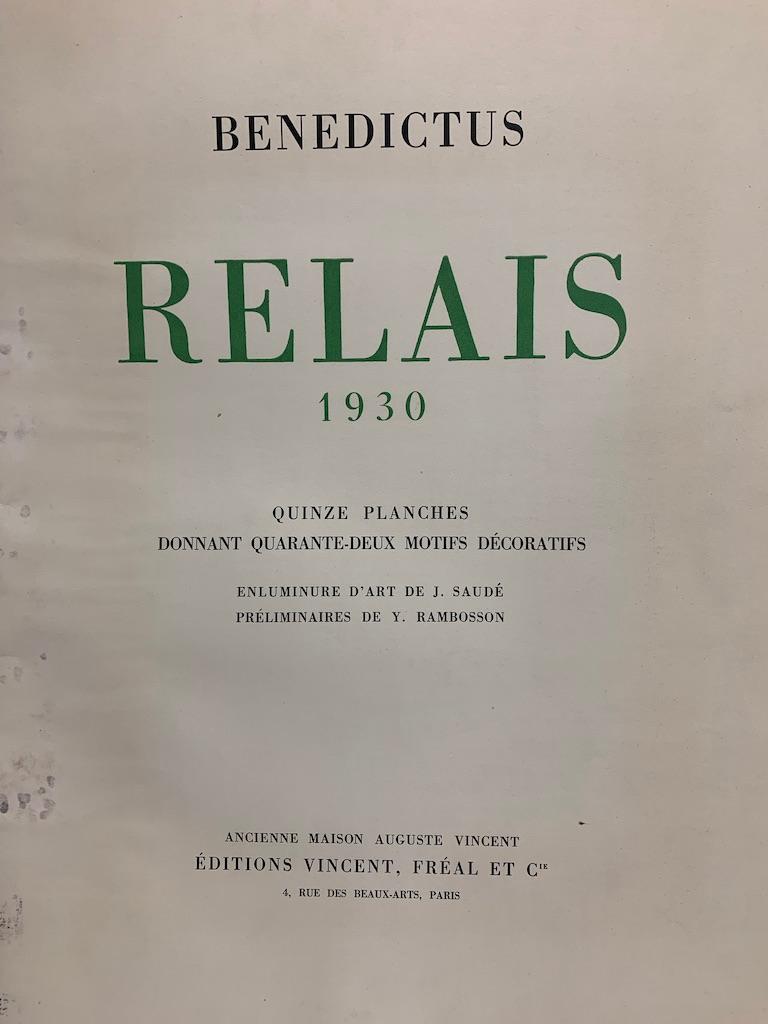 BENEDICTUS
RELAIS
1930
QUINZE PLANCHES
DONNANT QUARANTE-DEUX MOTIFS DÉCORATIFS
ENLUMINURE D'ART DE J. SAUDÉ
PRÉLIMINAIRES DE Y. RAMBOSSON
ANCIENNE MAISON AUGUSTE VINCENT
ÉDITIONS VINCENT, FRÉAL ET CIE
4, RUE DES BEAUX-ARTS, PARIS